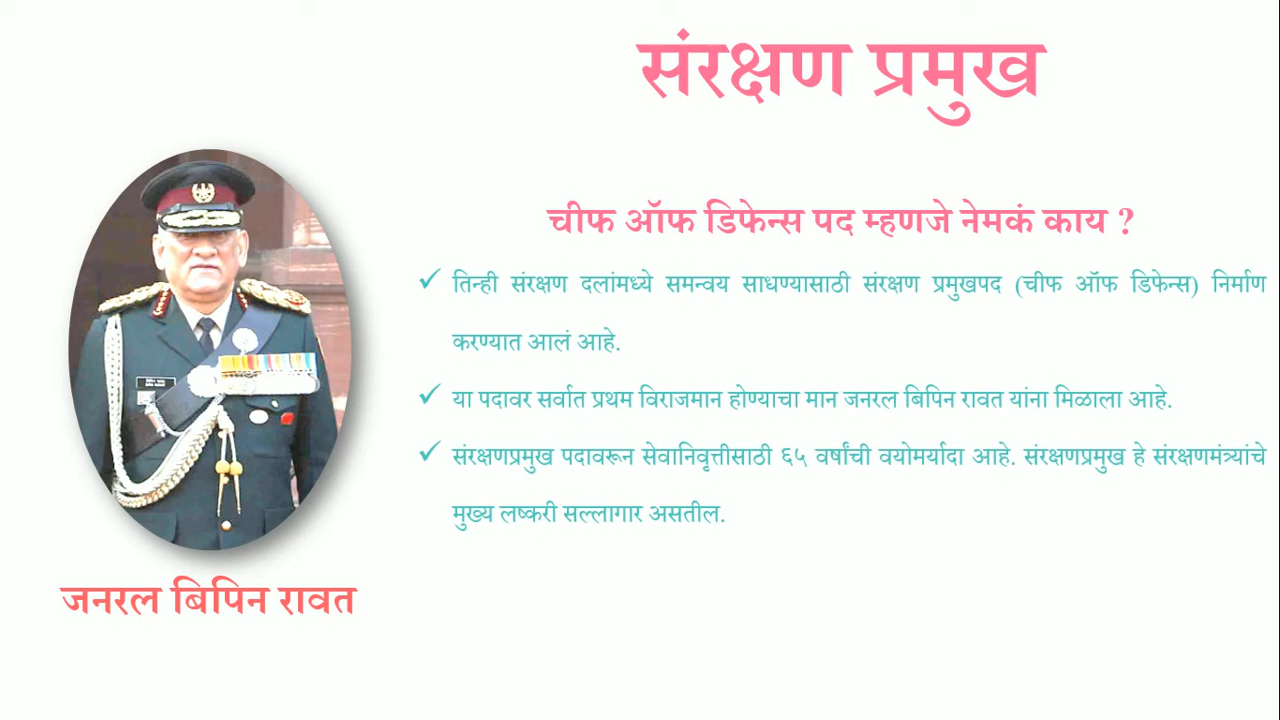 संरक्षण प्रमुख
चीफ ऑफ डिफेन्स पद म्हणजे नेमकं काय ?
✓ तिन्ही संरक्षण दलांमध्ये समन्वय साधण्यासाठी संरक्षण प्रमुखपद (चीफ ऑफ डिफेन्स) निर्माण
करण्यात आलं आहे.
✓ या पदावर सर्वात प्रथम विराजमान होण्याचा मान जनरल बिपिन रावत यांना मिळाला आहे.
✓ संरक्षणप्रमुख पदावरून सेवानिवृत्तीसाठी ६५ वर्षांची वयोमर्यादा आहे. संरक्षणप्रमुख हे संरक्षणमंत्र्यांचे
मुख्य लष्करी सल्लागार असतील.
जनरल बिपिन रावत